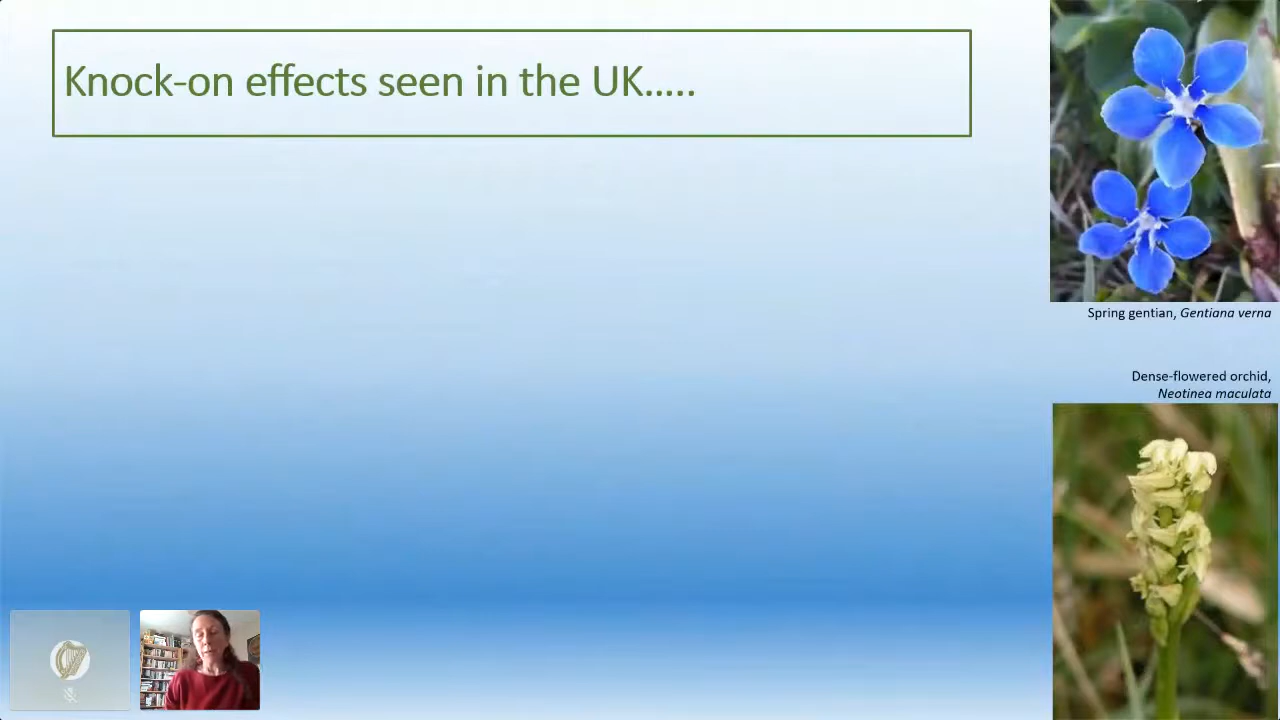 Knock-on effects seen in the UK.....
Spring gentian, Gentiana verna
Dense-flowered orchid,
Neotinea maculata